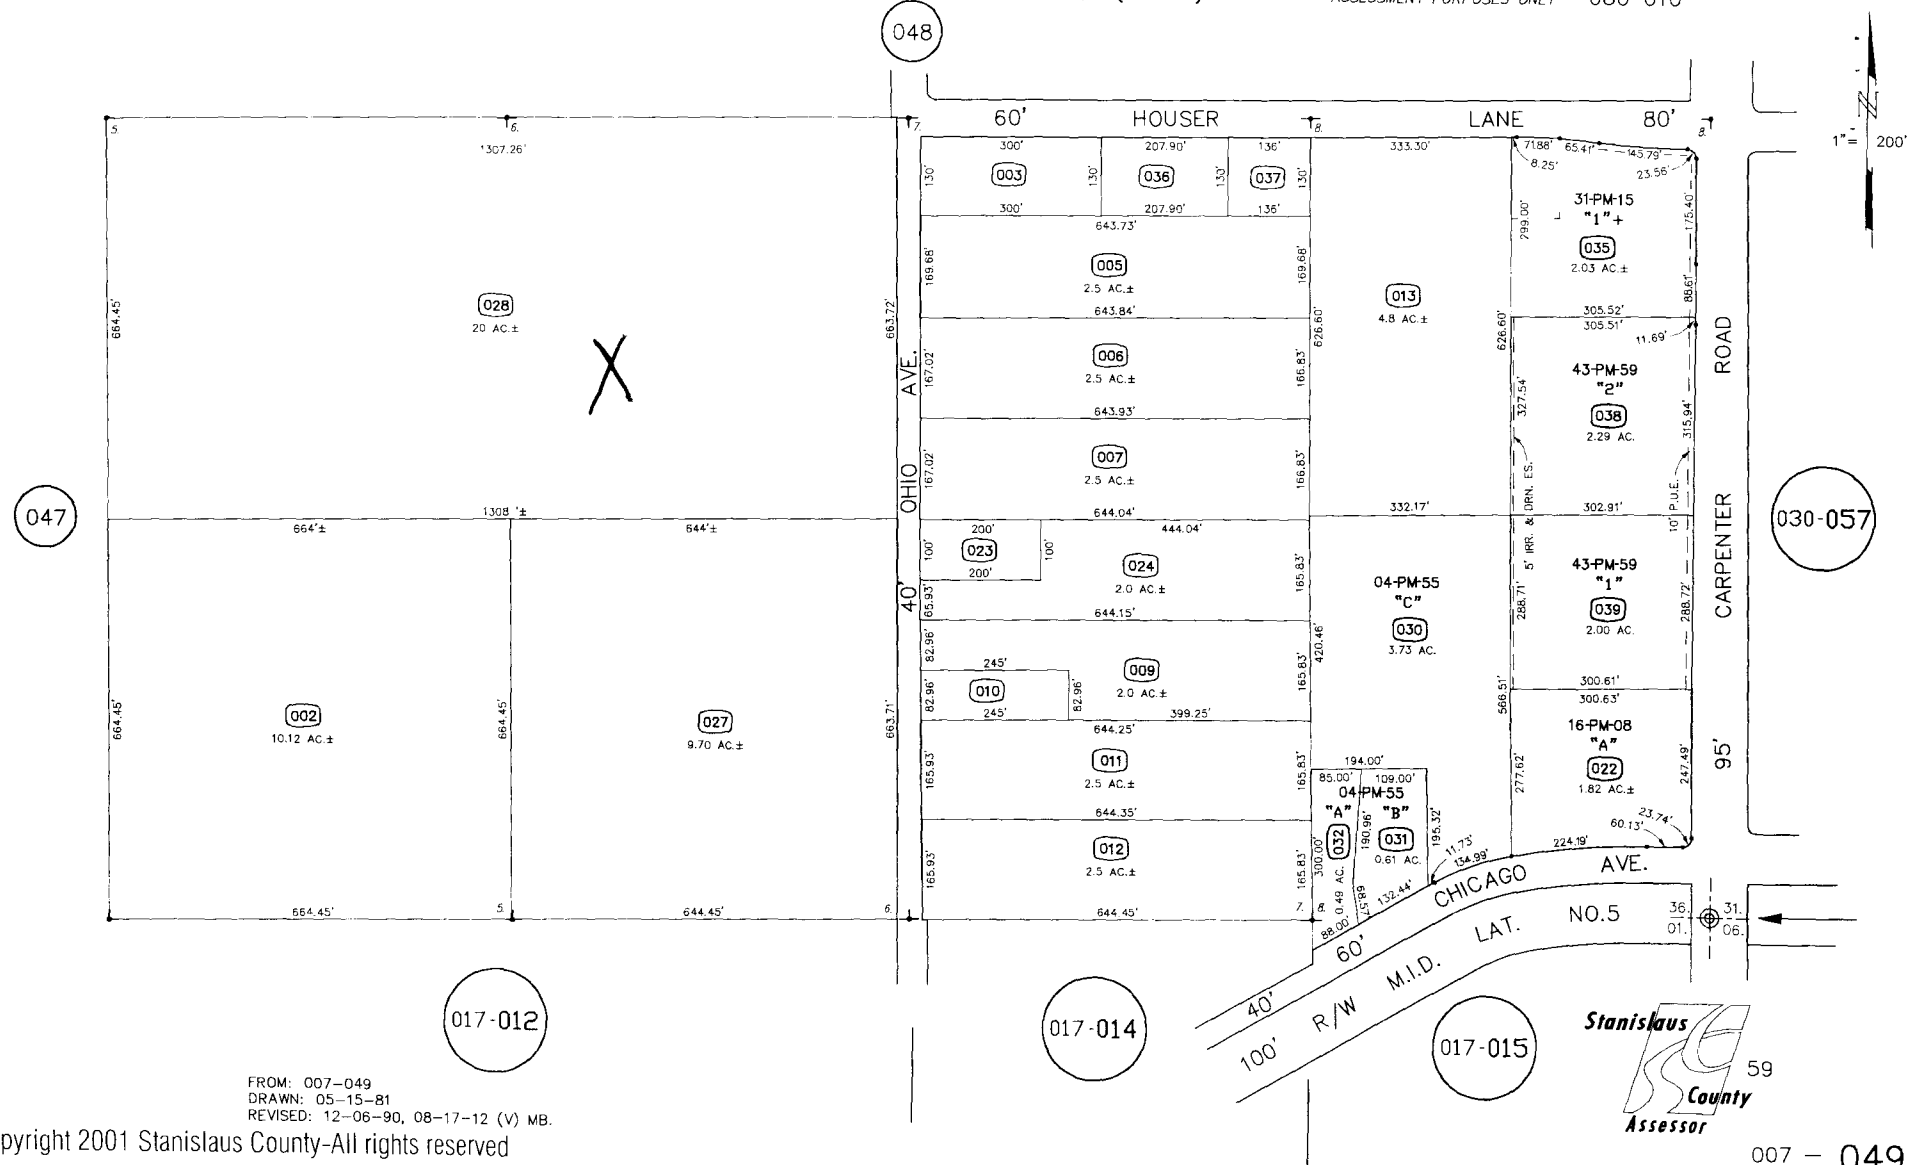 ASSESSMENT PURPOSES ONLY
048
5.
6.
7.
60'
HOUSER
LANE
80'
8.
8.
N
1"= 200'
1307.26'
300'
207.90'
136'
333.30'
71.88'
65.41'
145.79'
8.25'
23.56'
130'
003
130'
036
130'
037
130'
300'
207.90'
136'
643.73'
31-PM-15
"1"+
035
2.03 AC.±
299.00'
175.40'
88.61'
664.45'
028
20 AC.±
663.72'
169.68'
005
2.5 AC.±
169.68'
643.84'
626.60'
013
4.8 AC.±
626.60'
305.52'
305.51'
11.69'
X
167.02'
006
2.5 AC.±
166.83'
643.93'
43-PM-59
"2"
038
2.29 AC.
327.54'
315.94'
167.02'
007
2.5 AC.±
166.83'
644.04'
332.17'
302.91'
5' IRR. & DRN. ES.
10' P.U.E.
40' OHIO AVE.
95' CARPENTER ROAD
047
030-057
1308 '±
664'±
644'±
200'
444.04'
100'
023
100'
200'
65.93'
024
2.0 AC.±
165.83'
644.15'
04-PM-55
"C"
030
3.73 AC.
420.46'
566.51'
43-PM-59
"1"
039
2.00 AC.
288.71'
288.72'
82.96'
245'
82.96'
010
82.96'
245'
009
2.0 AC.±
399.25'
165.83'
644.25'
300.61'
300.63'
664.45'
002
10.12 AC.±
664.45'
027
9.70 AC.±
663.71'
165.93'
011
2.5 AC.±
165.83'
644.35'
194.00'
85.00'
109.00'
04-PM-55
"A"
"B"
032
0.49 AC.
031
0.61 AC.
300.00'
190.96'
195.32'
68.57'
88.00'
132.44'
11.73'
134.99'
16-PM-08
"A"
022
1.82 AC.±
277.62'
247.49'
23.74'
60.13'
224.19'
165.93'
012
2.5 AC.±
165.83'
664.45'
5.
644.45'
6.
644.45'
7.
8.
60'
CHICAGO
AVE.
40'
100'
R/W
M.I.D.
LAT.
NO.5
36.
31.
01.
06.
017-012
017-014
017-015
Stanislaus
County
Assessor
59
FROM: 007-049
DRAWN: 05-15-81
REVISED: 12-06-90, 08-17-12 (V) MB.
pyright 2001 Stanislaus County-All rights reserved
007 - 049